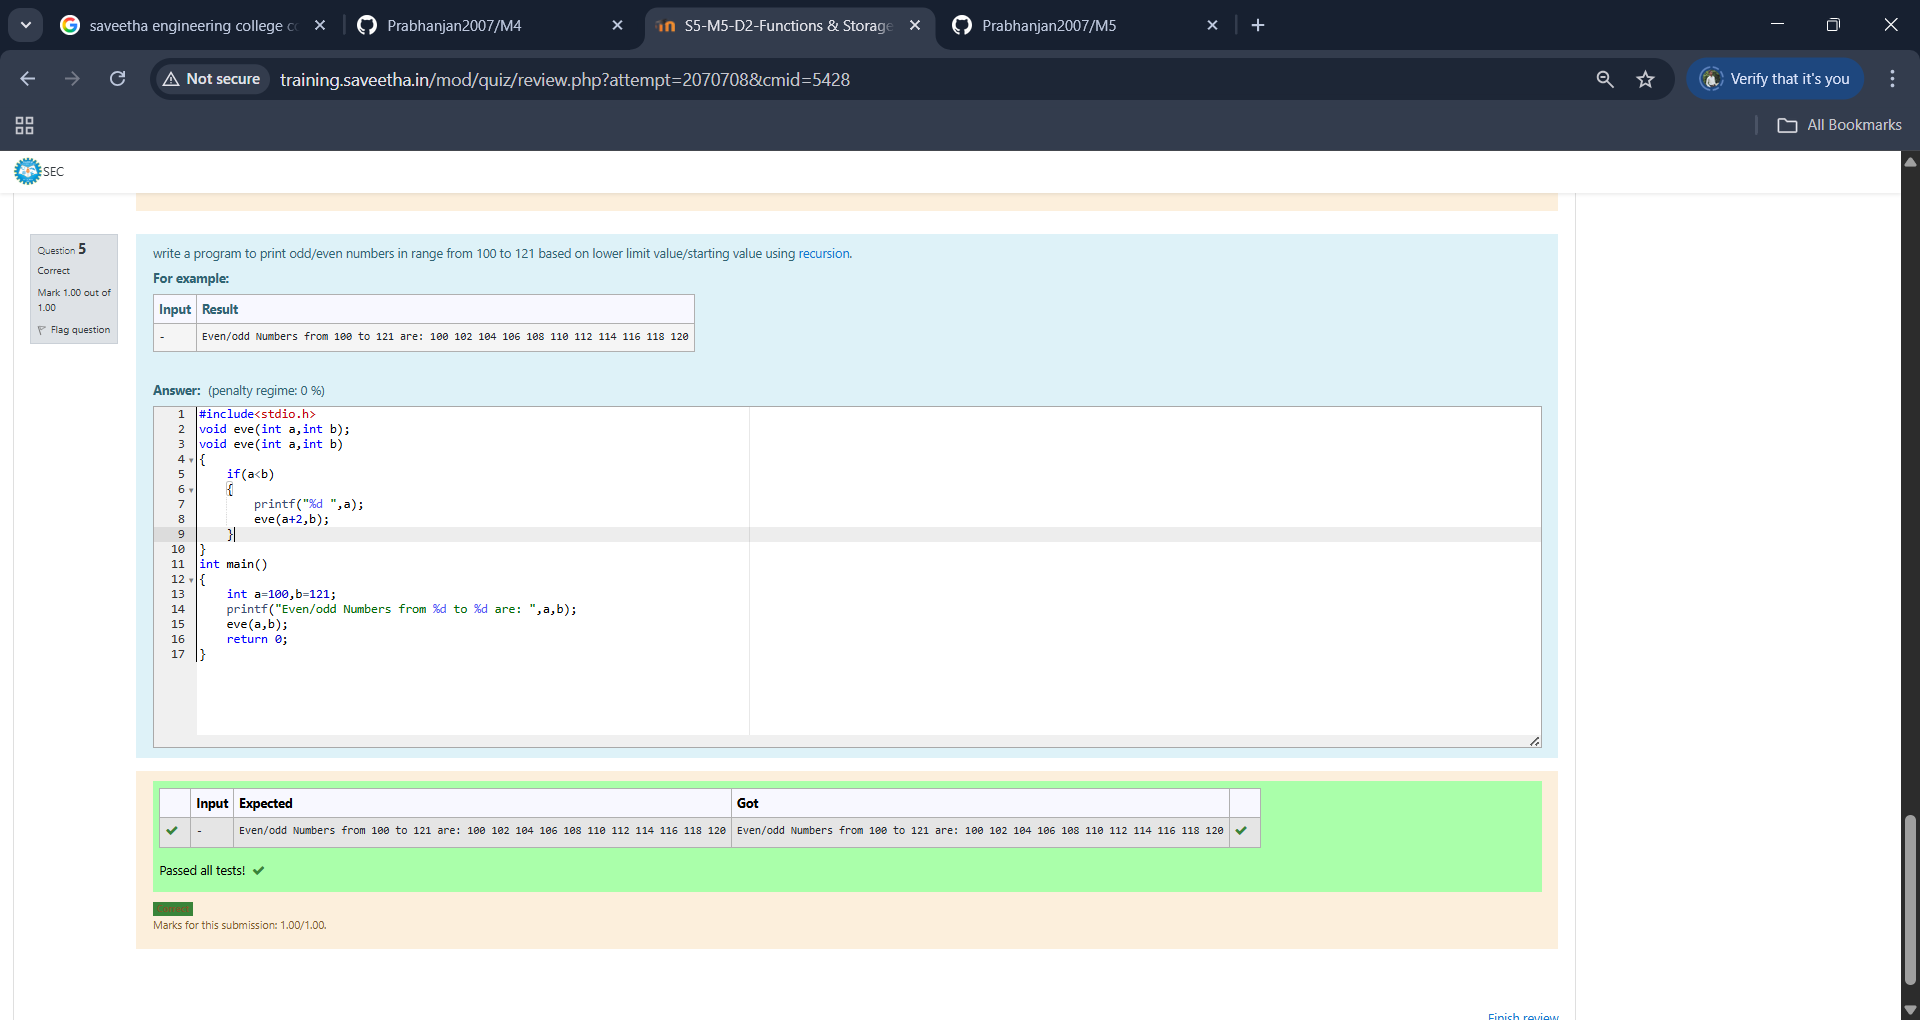 saveetha engineering college co
Prabhanjan2007/M4
S5-M5-D2-Functions & Storage
Prabhanjan2007/M5
Not secure
training.saveetha.in/mod/quiz/review.php?attempt=2070708&cmid=5428
Verify that it's you
All Bookmarks
SEC
Question 5
Correct
Mark 1.00 out of
1.00
Flag question
write a program to print odd/even numbers in range from 100 to 121 based on lower limit value/starting value using recursion.
For example:
Input Result
- Even/odd Numbers from 100 to 121 are: 100 102 104 106 108 110 112 114 116 118 120
Answer: (penalty regime: 0 %)
1 #include<stdio.h>
2 void eve(int a,int b);
3 void eve(int a,int b)
4 {
5 if(a<b)
6 {
7 printf("%d ",a);
8 eve(a+2,b);
9 }
10 }
11 int main()
12 {
13 int a=100,b=121;
14 printf("Even/odd Numbers from %d to %d are: ",a,b);
15 eve(a,b);
16 return 0;
17 }
Input Expected Got
- Even/odd Numbers from 100 to 121 are: 100 102 104 106 108 110 112 114 116 118 120 Even/odd Numbers from 100 to 121 are: 100 102 104 106 108 110 112 114 116 118 120
Passed all tests!
Marks for this submission: 1.00/1.00.
Finish review